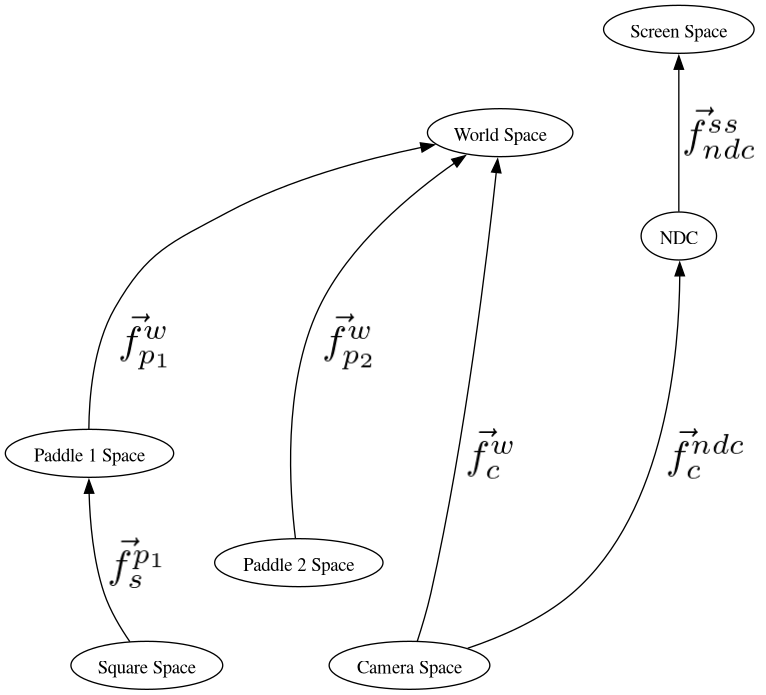 Screen Space
World Space
$\vec{f}_{ndc}^{ss}$
NDC
$\vec{f}_{p_1}^{w}$
$\vec{f}_{p_2}^{w}$
$\vec{f}_{c}^{w}$
$\vec{f}_{c}^{ndc}$
Paddle 1 Space
$\vec{f}_{s}^{p_1}$
Paddle 2 Space
Square Space
Camera Space